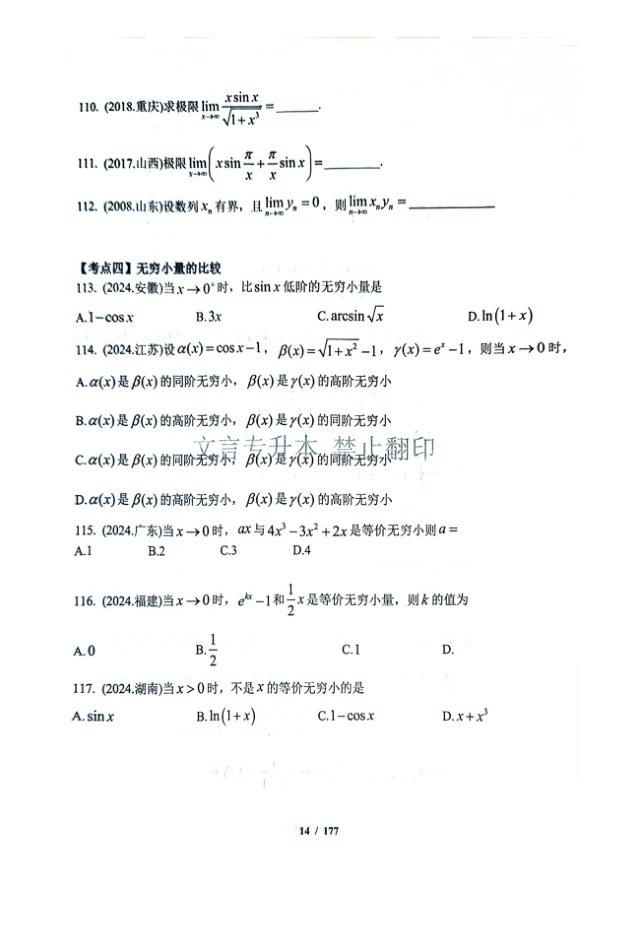 110. (2018.重庆)求极限 lim x→+∞ x sin x / √(1+x³) = ______.
111. (2017.山西)极限 lim x→∞ (x sin π/x + π/x sin x) = ________.
112. (2008.山东)设数列 xₙ 有界，且 lim n→∞ yₙ = 0，则 lim n→∞ xₙyₙ = __________
【考点四】无穷小量的比较
113. (2024.安徽)当 x→0⁺ 时，比 sin x 低阶的无穷小量是
A.1−cos x B.3x C.arcsin √x D.ln(1+x)
114. (2024.江苏)设 α(x)=cos x−1，β(x)=√(1+x²) −1，γ(x)=eˣ−1，则当 x→0 时，
A.α(x) 是 β(x) 的同阶无穷小，β(x) 是 γ(x) 的高阶无穷小
B.α(x) 是 β(x) 的高阶无穷小，β(x) 是 γ(x) 的同阶无穷小
文言专升本 禁止翻印
C.α(x) 是 β(x) 的同阶无穷小，β(x) 是 γ(x) 的同阶无穷小
D.α(x) 是 β(x) 的高阶无穷小，β(x) 是 γ(x) 的高阶无穷小
115. (2024.广东)当 x→0 时，ax 与 4x³−3x²+2x 是等价无穷小则 a =
A.1 B.2 C.3 D.4
116. (2024.福建)当 x→0 时，eᵏˣ −1 和 1/2 x 是等价无穷小量，则 k 的值为
A.0 B.1/2 C.1 D.
117. (2024.湖南)当 x>0 时，不是 x 的等价无穷小的是
A.sin x B.ln(1+x) C.1−cos x D.x+x³
14 / 177